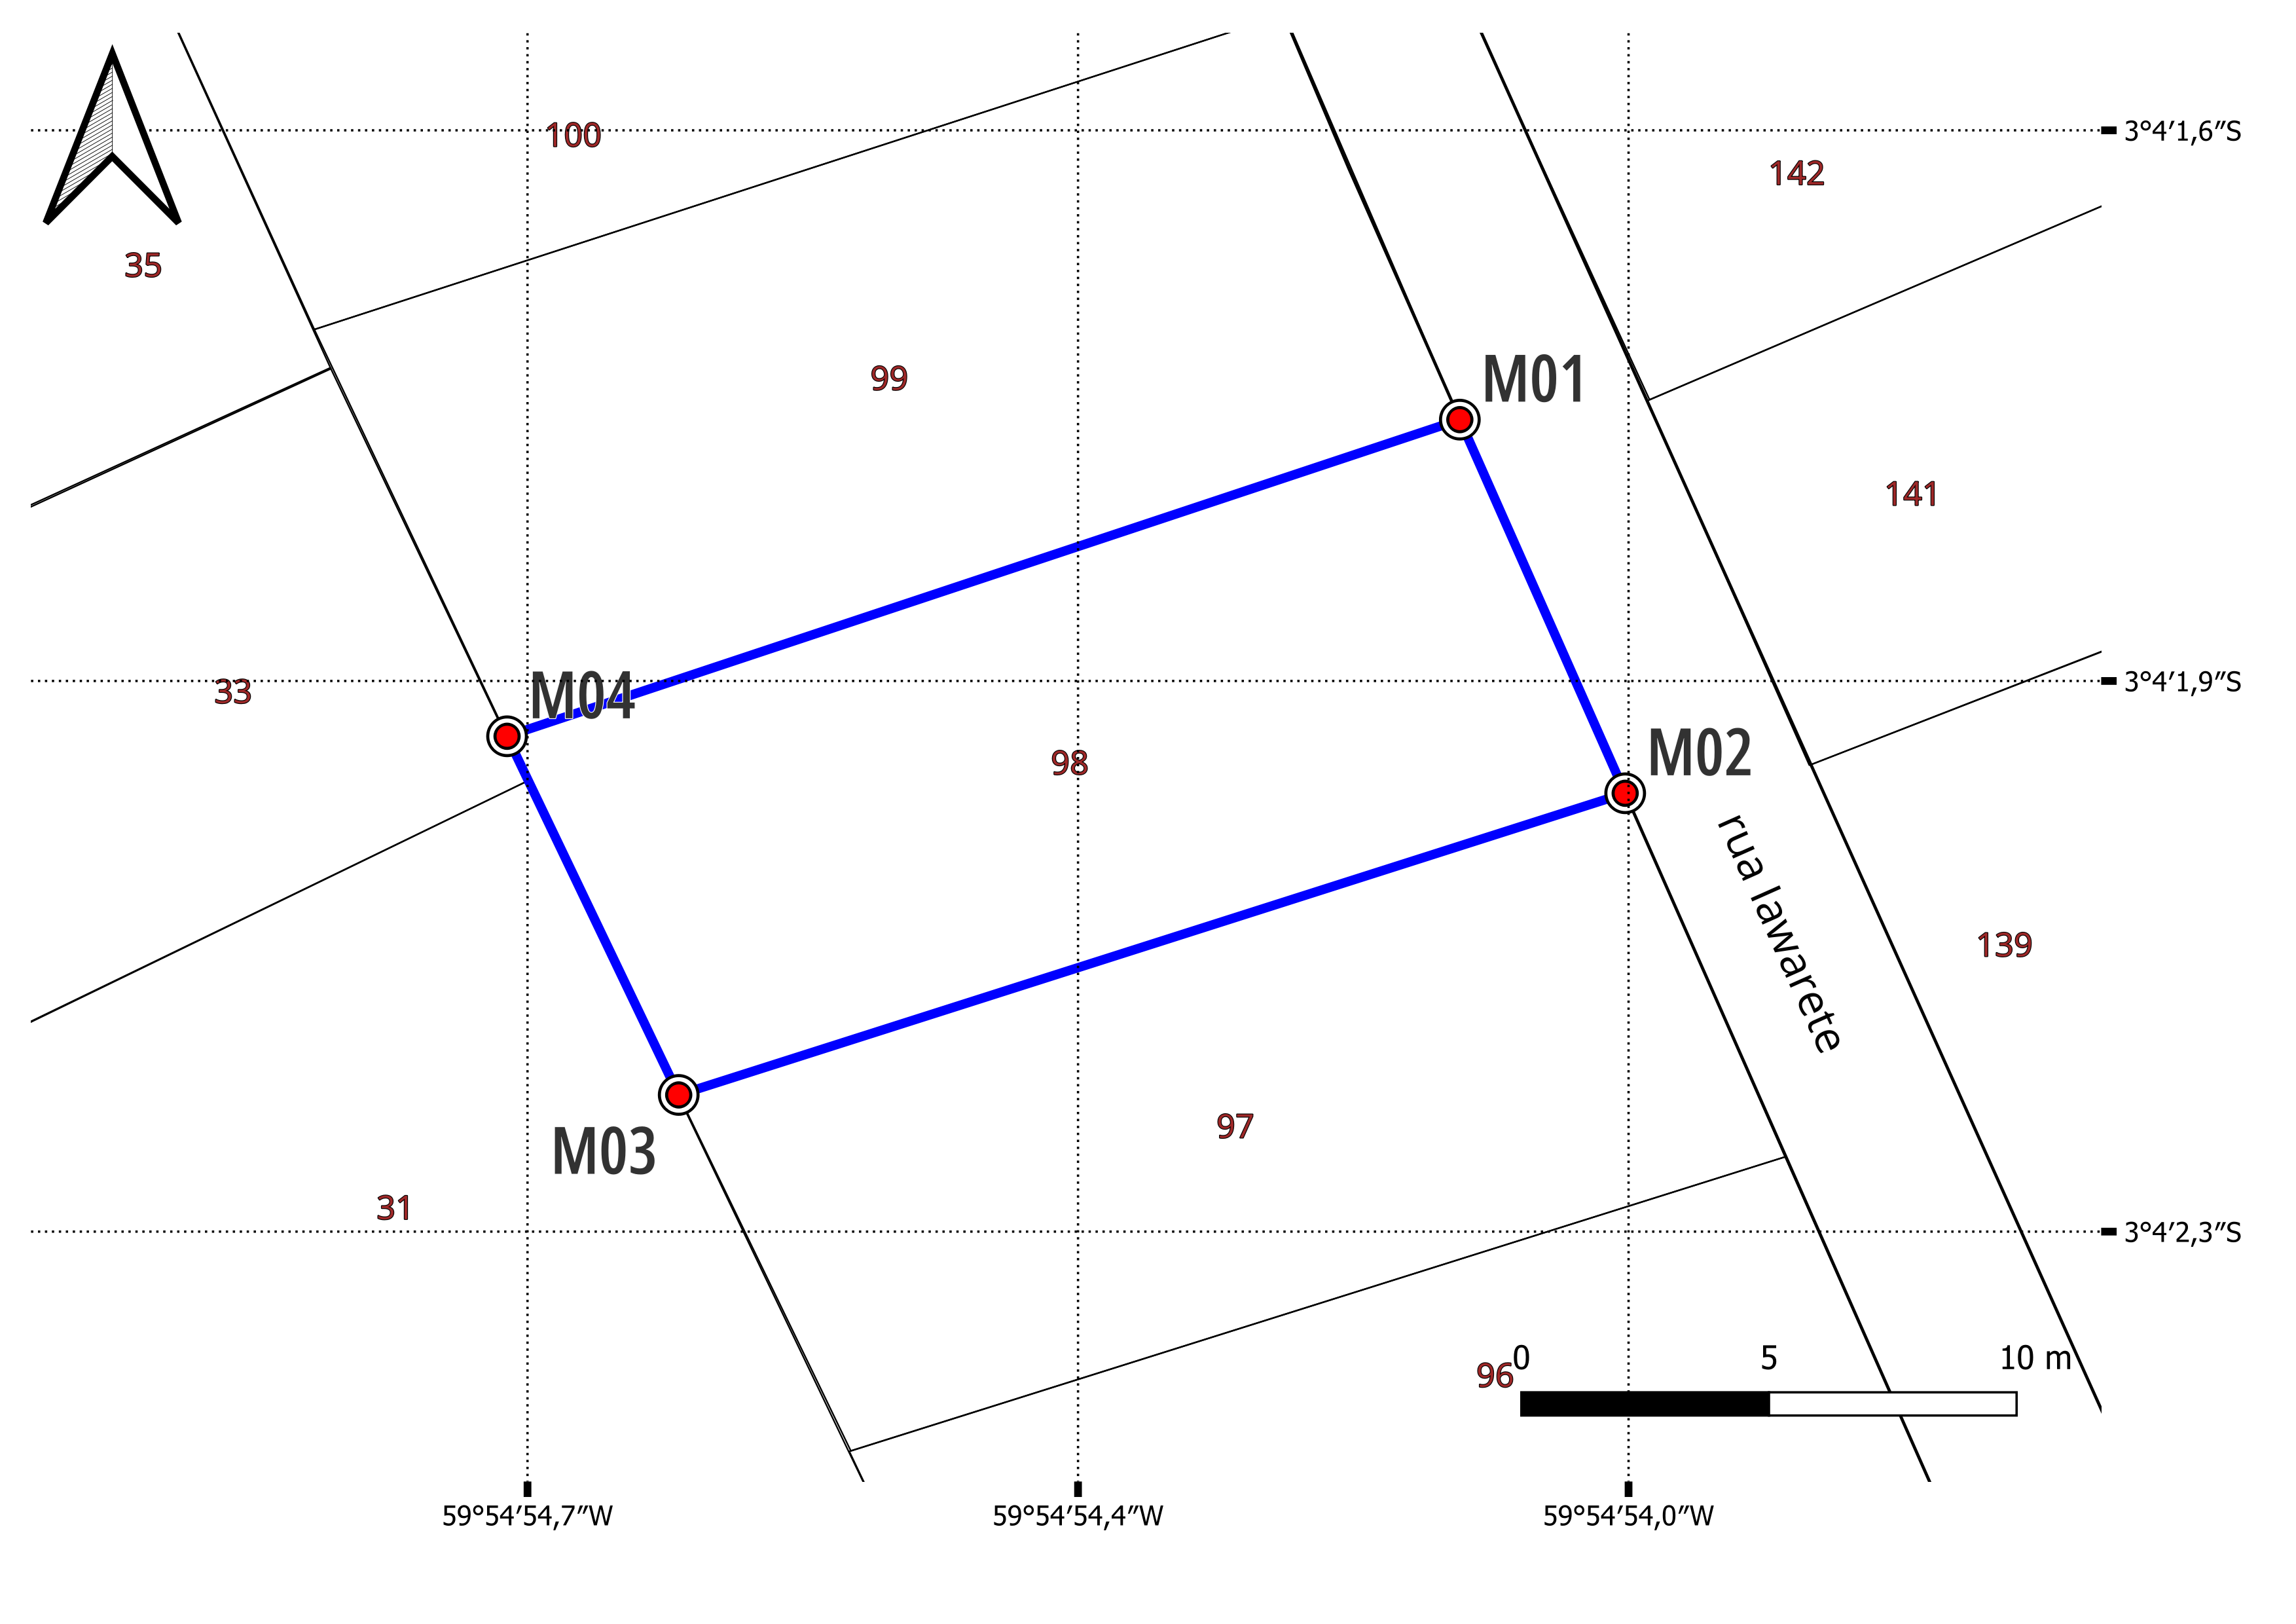 3°4′1,6″S
100
142
35
M01
99
141
M04
3°4′1,9″S
33
M02
98
rua Iawarete
139
97
M03
31
3°4′2,3″S
0 5 10 m
96
59°54′54,7″W 59°54′54,4″W 59°54′54,0″W